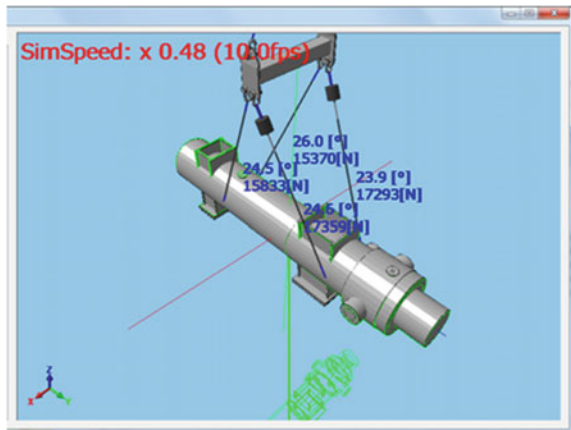 SimSpeed: x 0.48 (10.0fps)
26.0 [°]
15370[N]
24.5 [°]
15833[N]
23.9 [°]
17293[N]
24.6 [°]
17359[N]
Z
X
Y